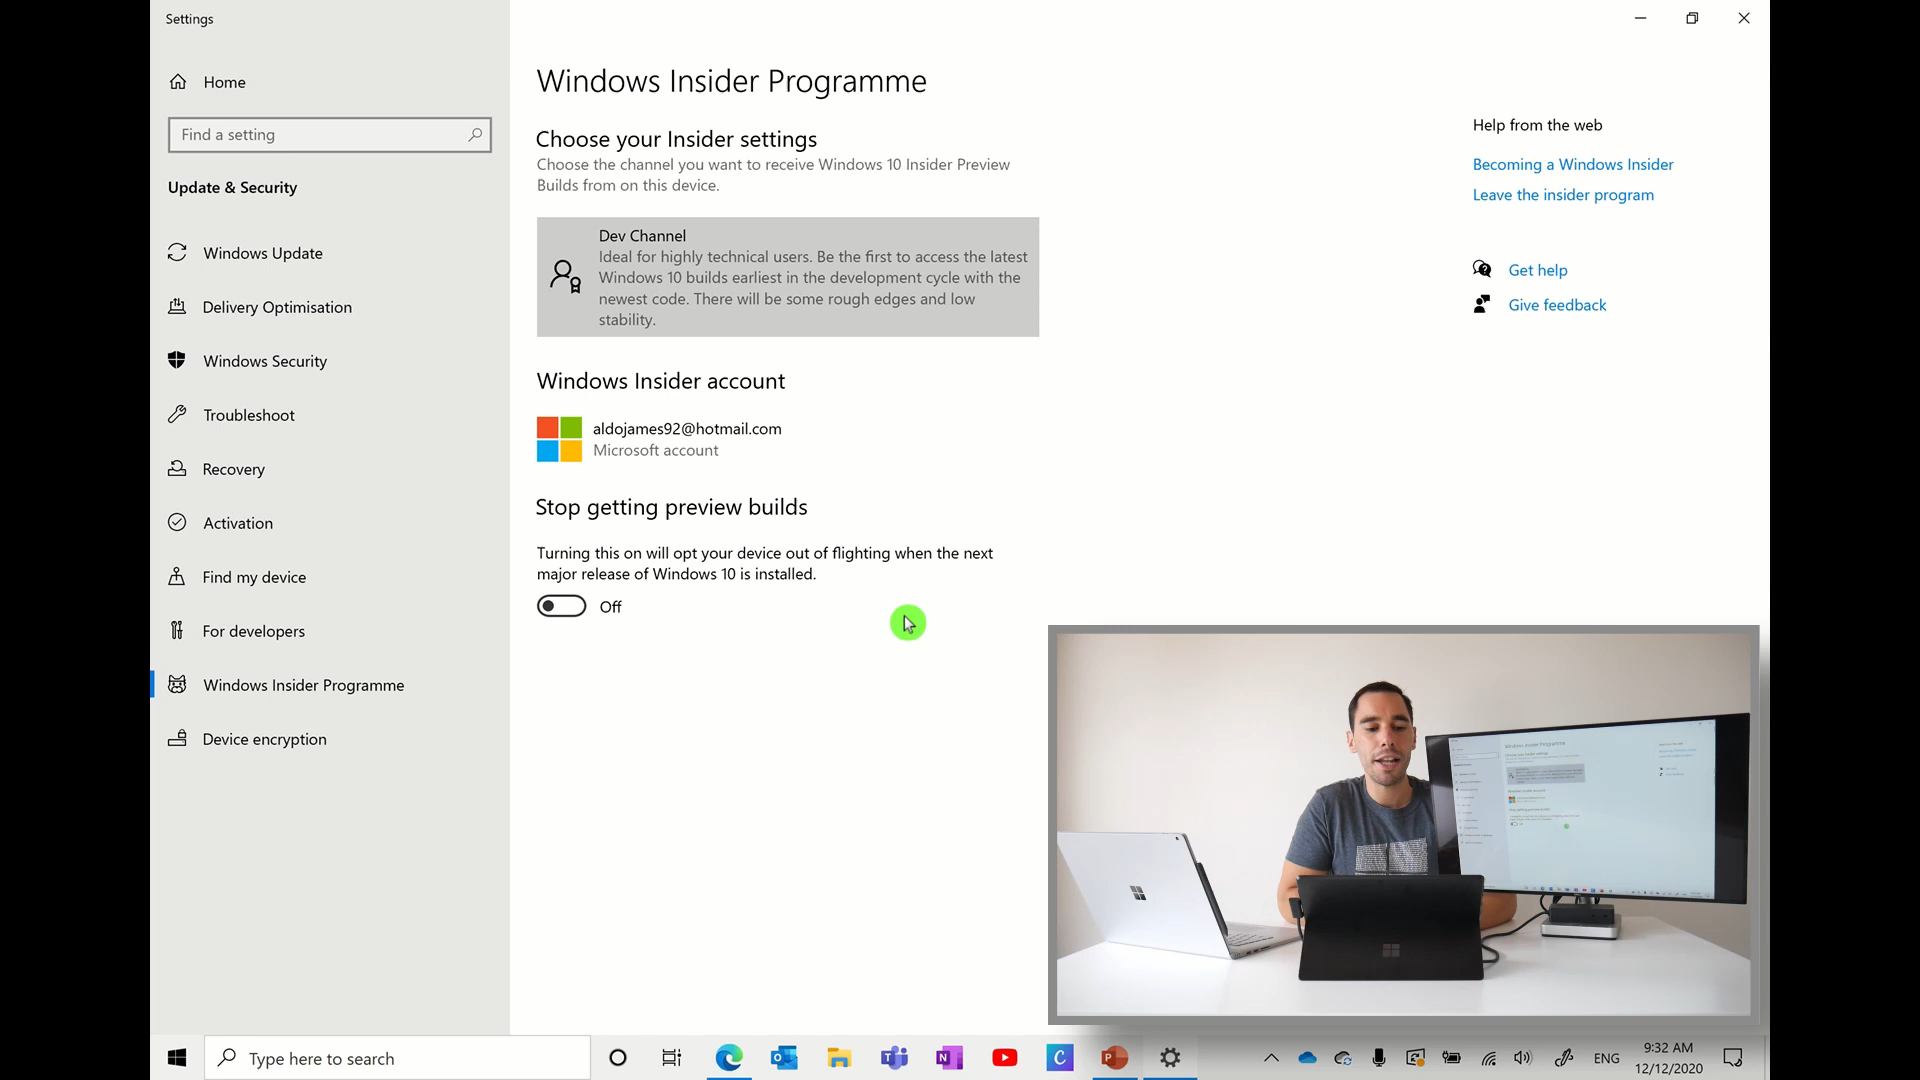 Settings
Home
Find a setting
Update & Security
Windows Update
Delivery Optimisation
Windows Security
Troubleshoot
Recovery
Activation
Find my device
For developers
Windows Insider Programme
Device encryption
Windows Insider Programme
Choose your Insider settings
Choose the channel you want to receive Windows 10 Insider Preview
Builds from on this device.
Dev Channel
Ideal for highly technical users. Be the first to access the latest
Windows 10 builds earliest in the development cycle with the
newest code. There will be some rough edges and low
stability.
Windows Insider account
aldojames92@hotmail.com
Microsoft account
Stop getting preview builds
Turning this on will opt your device out of flighting when the next
major release of Windows 10 is installed.
Off
Help from the web
Becoming a Windows Insider
Leave the insider program
Get help
Give feedback
Type here to search
ENG
9:32 AM
12/12/2020